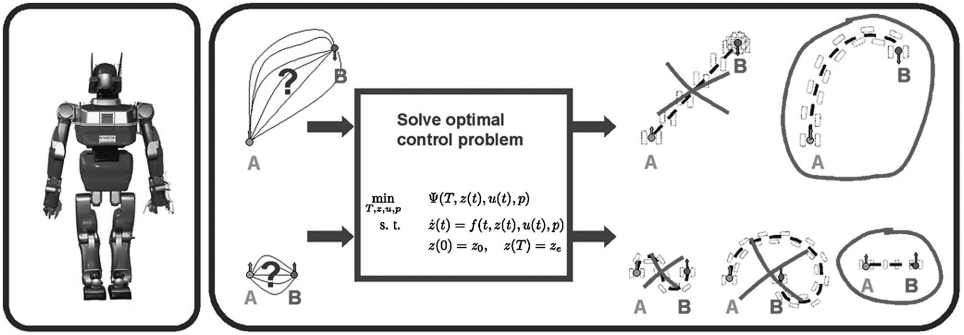 ?
B
A
?
A
B
Solve optimal
control problem
min Ψ(T, z(t), u(t), p)
T,z,u,p
s. t. ż(t) = f(t, z(t), u(t), p)
z(0) = z₀, z(T) = zₑ
B
A
B
A
A
B
A
B
A
B